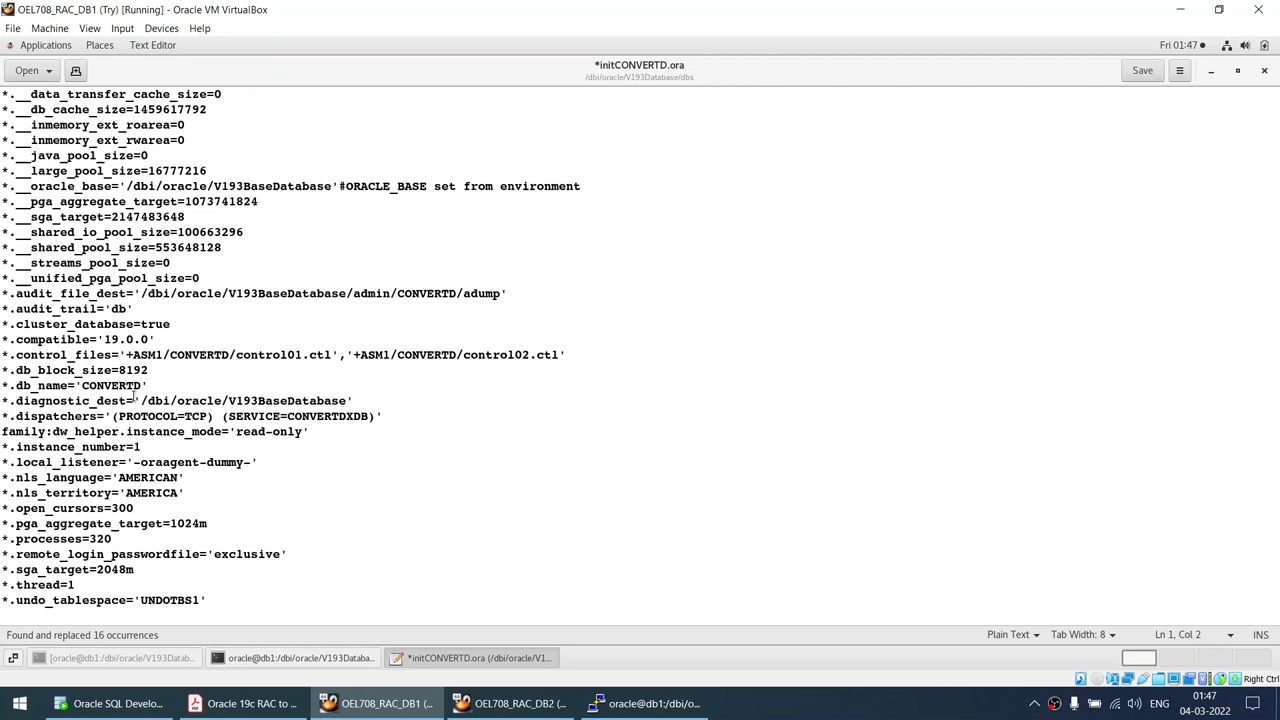 OEL708_RAC_DB1 (Try) [Running] - Oracle VM VirtualBox
File Machine View Input Devices Help
Applications Places Text Editor Fri 01:47
Open *initCONVERTD.ora Save
/dbi/oracle/V193Database/dbs
*.__data_transfer_cache_size=0
*.__db_cache_size=1459617792
*.__inmemory_ext_roarea=0
*.__inmemory_ext_rwarea=0
*.__java_pool_size=0
*.__large_pool_size=16777216
*.__oracle_base='/dbi/oracle/V193BaseDatabase'#ORACLE_BASE set from environment
*.__pga_aggregate_target=1073741824
*.__sga_target=2147483648
*.__shared_io_pool_size=100663296
*.__shared_pool_size=553648128
*.__streams_pool_size=0
*.__unified_pga_pool_size=0
*.audit_file_dest='/dbi/oracle/V193BaseDatabase/admin/CONVERTD/adump'
*.audit_trail='db'
*.cluster_database=true
*.compatible='19.0.0'
*.control_files='+ASM1/CONVERTD/control01.ctl','+ASM1/CONVERTD/control02.ctl'
*.db_block_size=8192
*.db_name='CONVERTD'
*.diagnostic_dest='/dbi/oracle/V193BaseDatabase'
*.dispatchers='(PROTOCOL=TCP) (SERVICE=CONVERTDXDB)'
family:dw_helper.instance_mode='read-only'
*.instance_number=1
*.local_listener='-oraagent-dummy-'
*.nls_language='AMERICAN'
*.nls_territory='AMERICA'
*.open_cursors=300
*.pga_aggregate_target=1024m
*.processes=320
*.remote_login_passwordfile='exclusive'
*.sga_target=2048m
*.thread=1
*.undo_tablespace='UNDOTBS1'
Found and replaced 16 occurrences Plain Text Tab Width: 8 Ln 1, Col 2 INS
[oracle@db1:/dbi/oracle/V193Datab... oracle@db1:/dbi/oracle/V193Databa... *initCONVERTD.ora (/dbi/oracle/V1...
Right Ctrl
Oracle SQL Develo... Oracle 19c RAC to ... OEL708_RAC_DB1 (... OEL708_RAC_DB2 (... oracle@db1:/dbi/o... ENG 01:47
04-03-2022